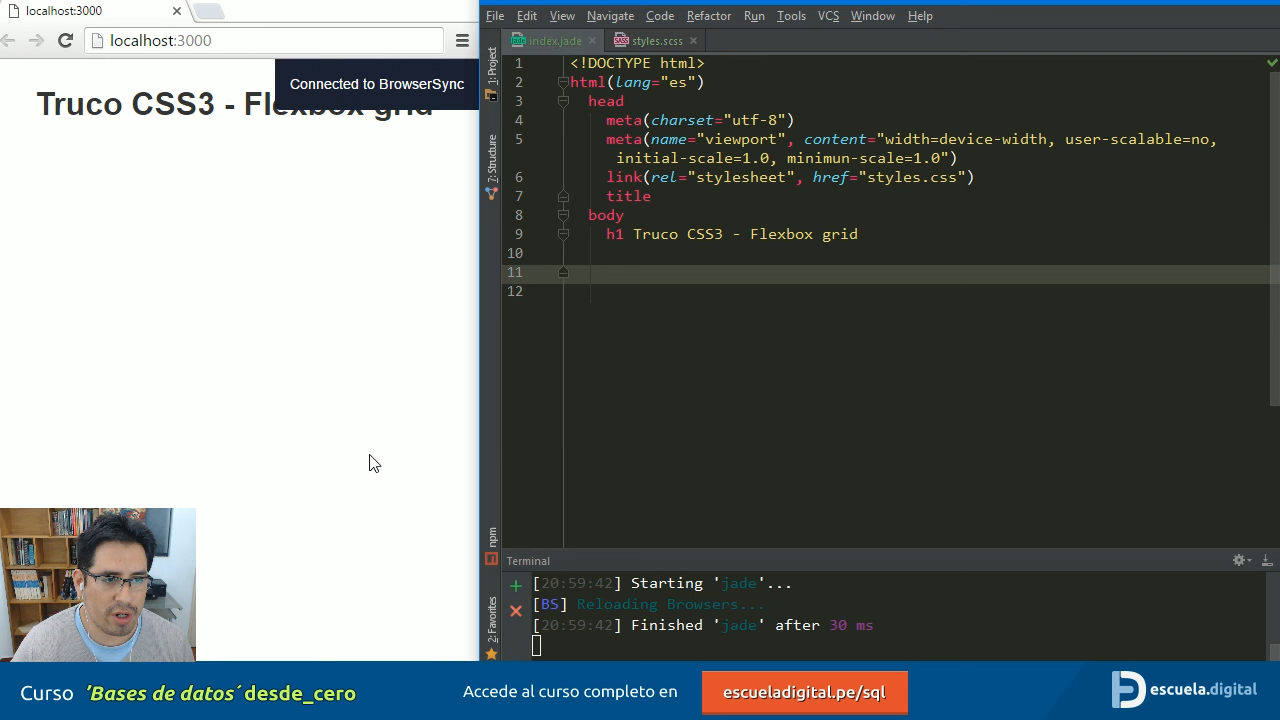 localhost:3000
localhost:3000
Connected to BrowserSync
Truco CSS3 - Flexbox grid
File Edit View Navigate Code Refactor Run Tools VCS Window Help
index.jade styles.scss
1: Project
7: Structure
npm
2: Favorites
1 <!DOCTYPE html>
2 html(lang="es")
3 head
4 meta(charset="utf-8")
5 meta(name="viewport", content="width=device-width, user-scalable=no,
initial-scale=1.0, minimun-scale=1.0")
6 link(rel="stylesheet", href="styles.css")
7 title
8 body
9 h1 Truco CSS3 - Flexbox grid
10
11
12
Terminal
[20:59:42] Starting 'jade'...
[BS] Reloading Browsers...
[20:59:42] Finished 'jade' after 30 ms
Curso 'Bases de datos´ desde_cero
Accede al curso completo en
escueladigital.pe/sql
escuela.digital